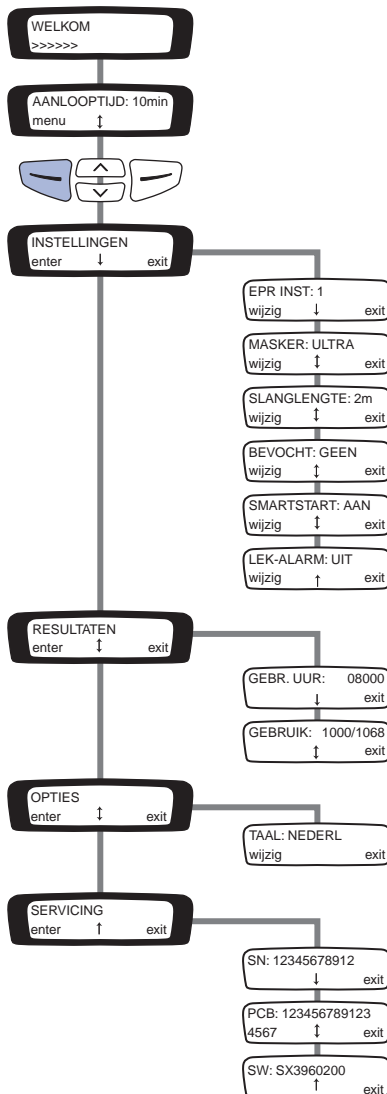 WELKOM
>>>>>>
AANLOOPTIJD: 10min
menu ↕
INSTELLINGEN
enter ↓ exit
EPR INST: 1
wijzig ↓ exit
MASKER: ULTRA
wijzig ↕ exit
SLANGLENGTE: 2m
wijzig ↕ exit
BEVOCHT: GEEN
wijzig ↕ exit
SMARTSTART: AAN
wijzig ↕ exit
LEK-ALARM: UIT
wijzig ↑ exit
RESULTATEN
enter ↕ exit
GEBR. UUR: 08000
↓ exit
GEBRUIK: 1000/1068
↕ exit
OPTIES
enter ↕ exit
TAAL: NEDERL
wijzig exit
SERVICING
enter ↑ exit
SN: 12345678912
↓ exit
PCB: 123456789123
4567 ↕ exit
SW: SX3960200
↑ exit